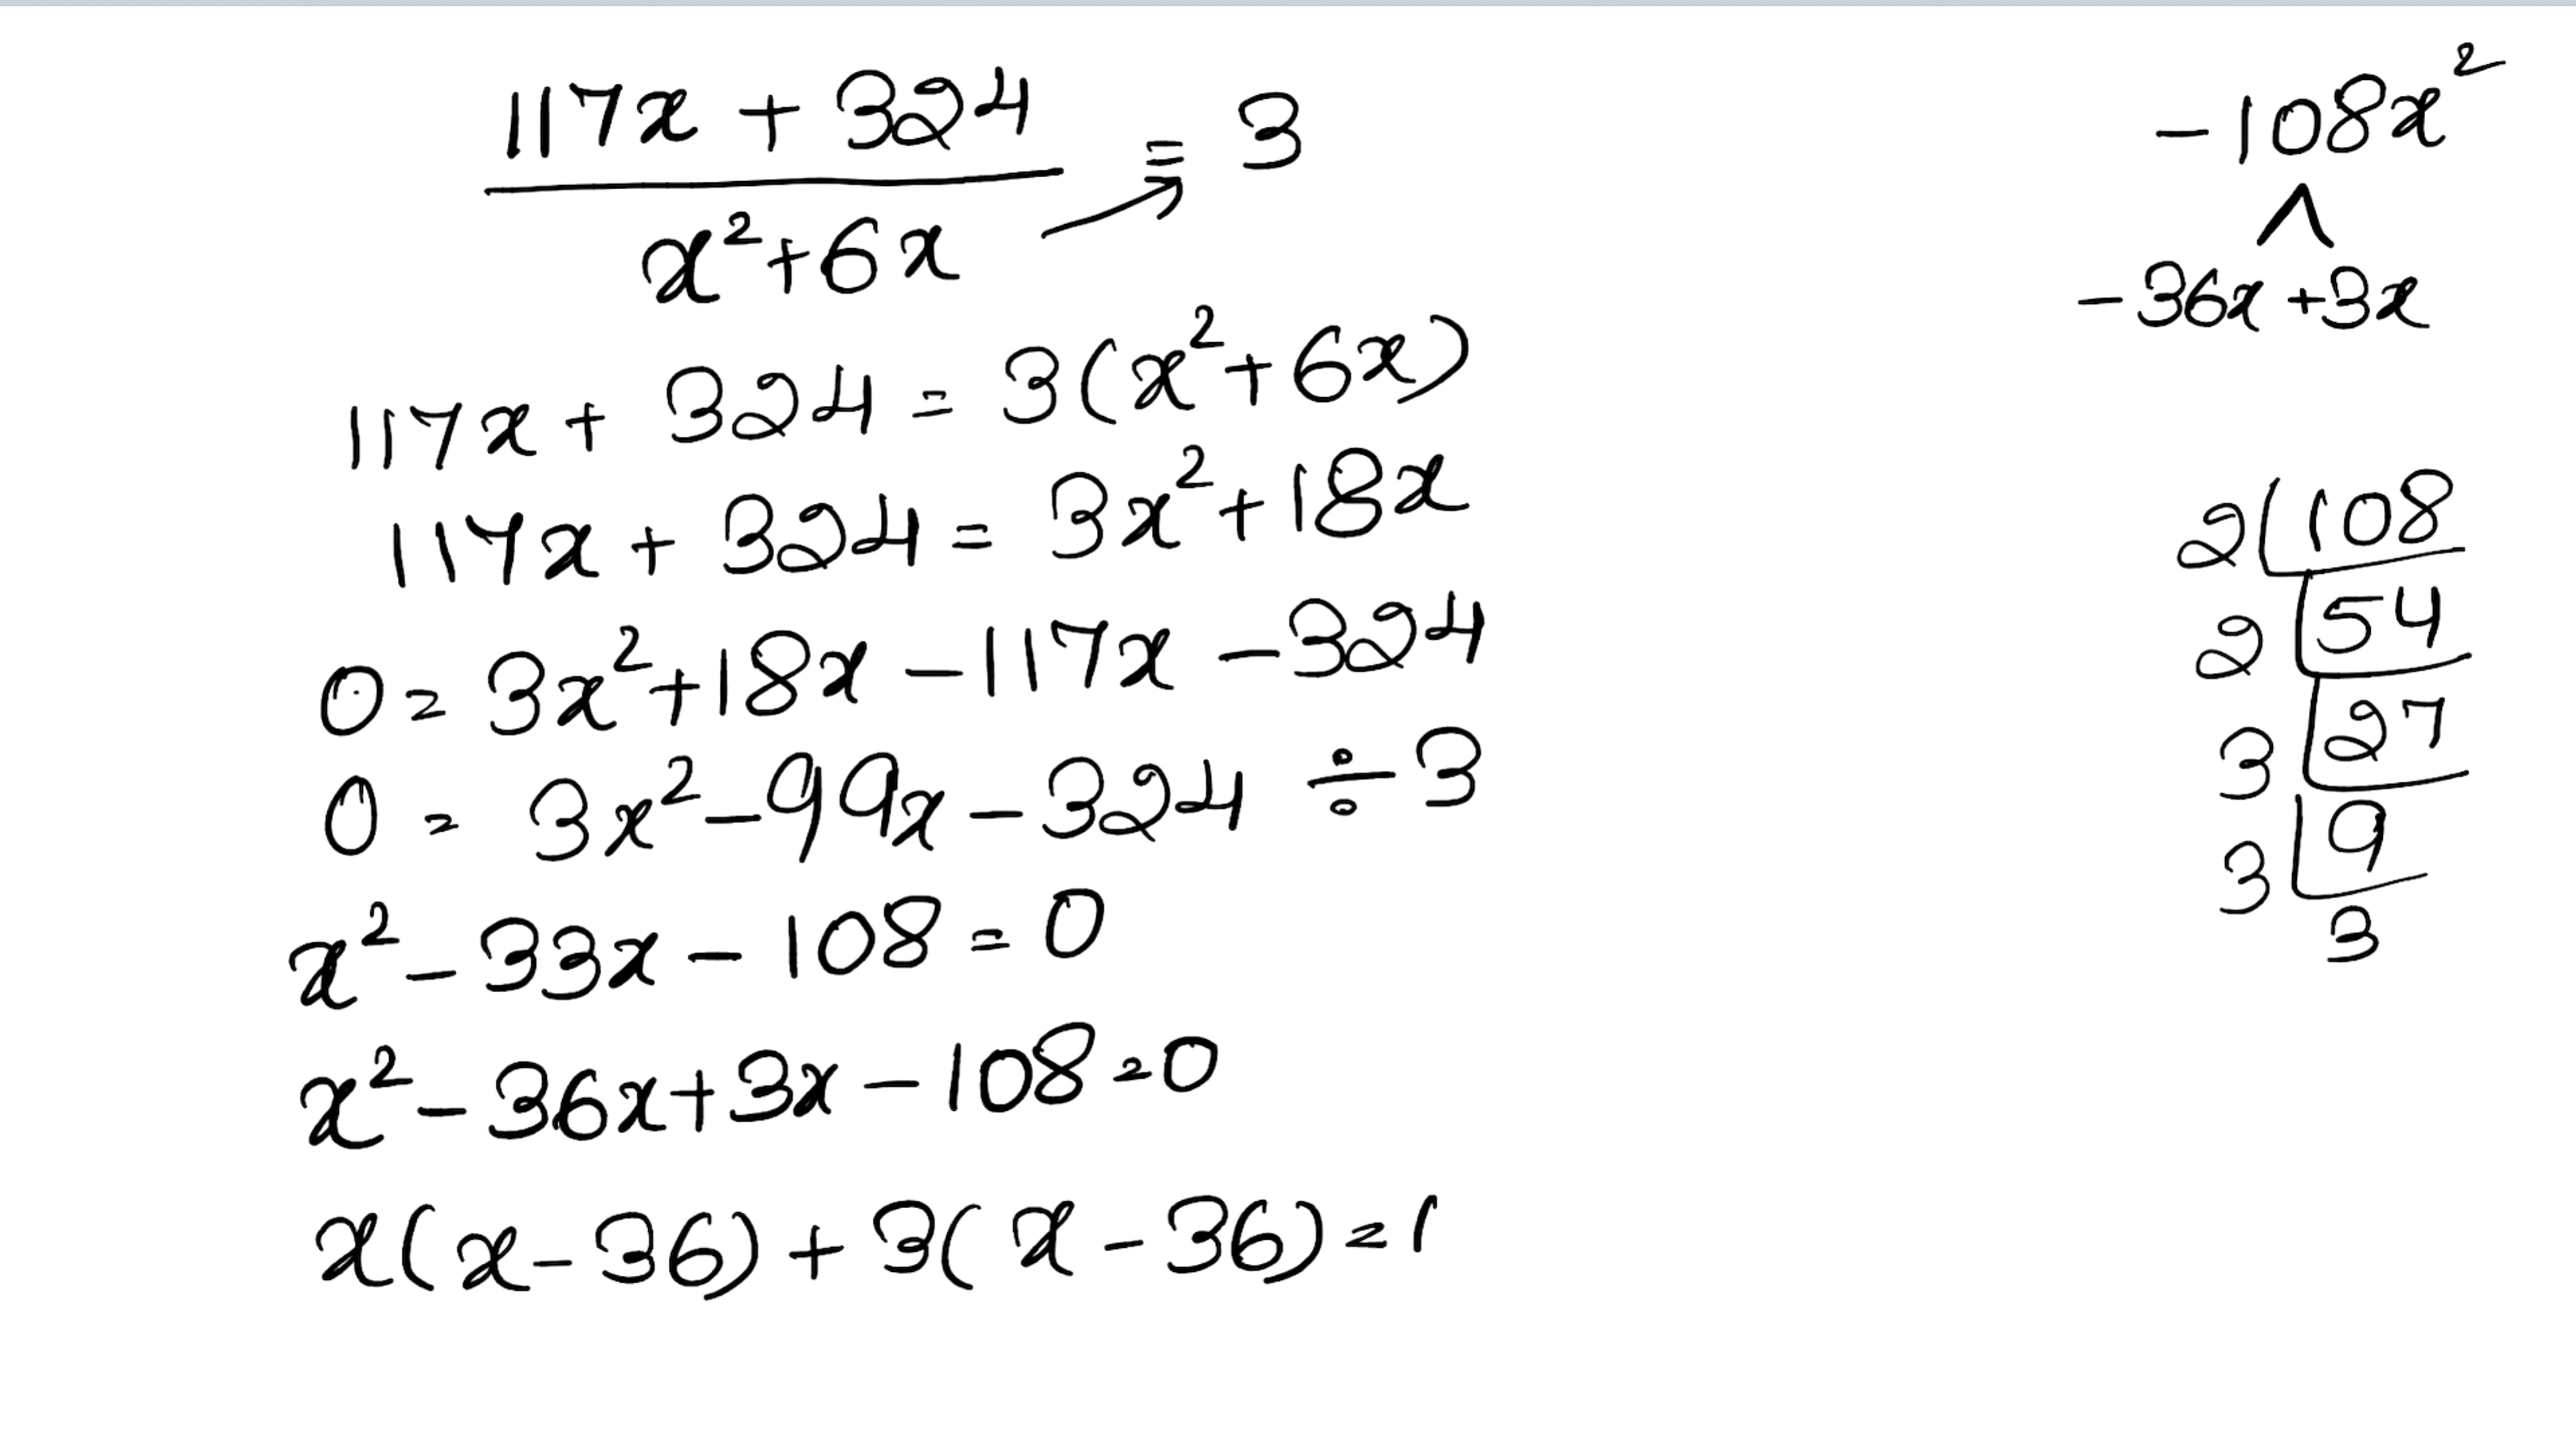 117x + 324 = 3
x²+6x
117x + 324 = 3(x²+6x)
117x + 324 = 3x²+18x
0 = 3x²+18x - 117x - 324
0 = 3x² - 99x - 324 ÷ 3
x² - 33x - 108 = 0
x² - 36x + 3x - 108 = 0
x(x - 36) + 3(x - 36) = (
-108x²
-36x +3x
2 108
2 54
3 27
3 9
3